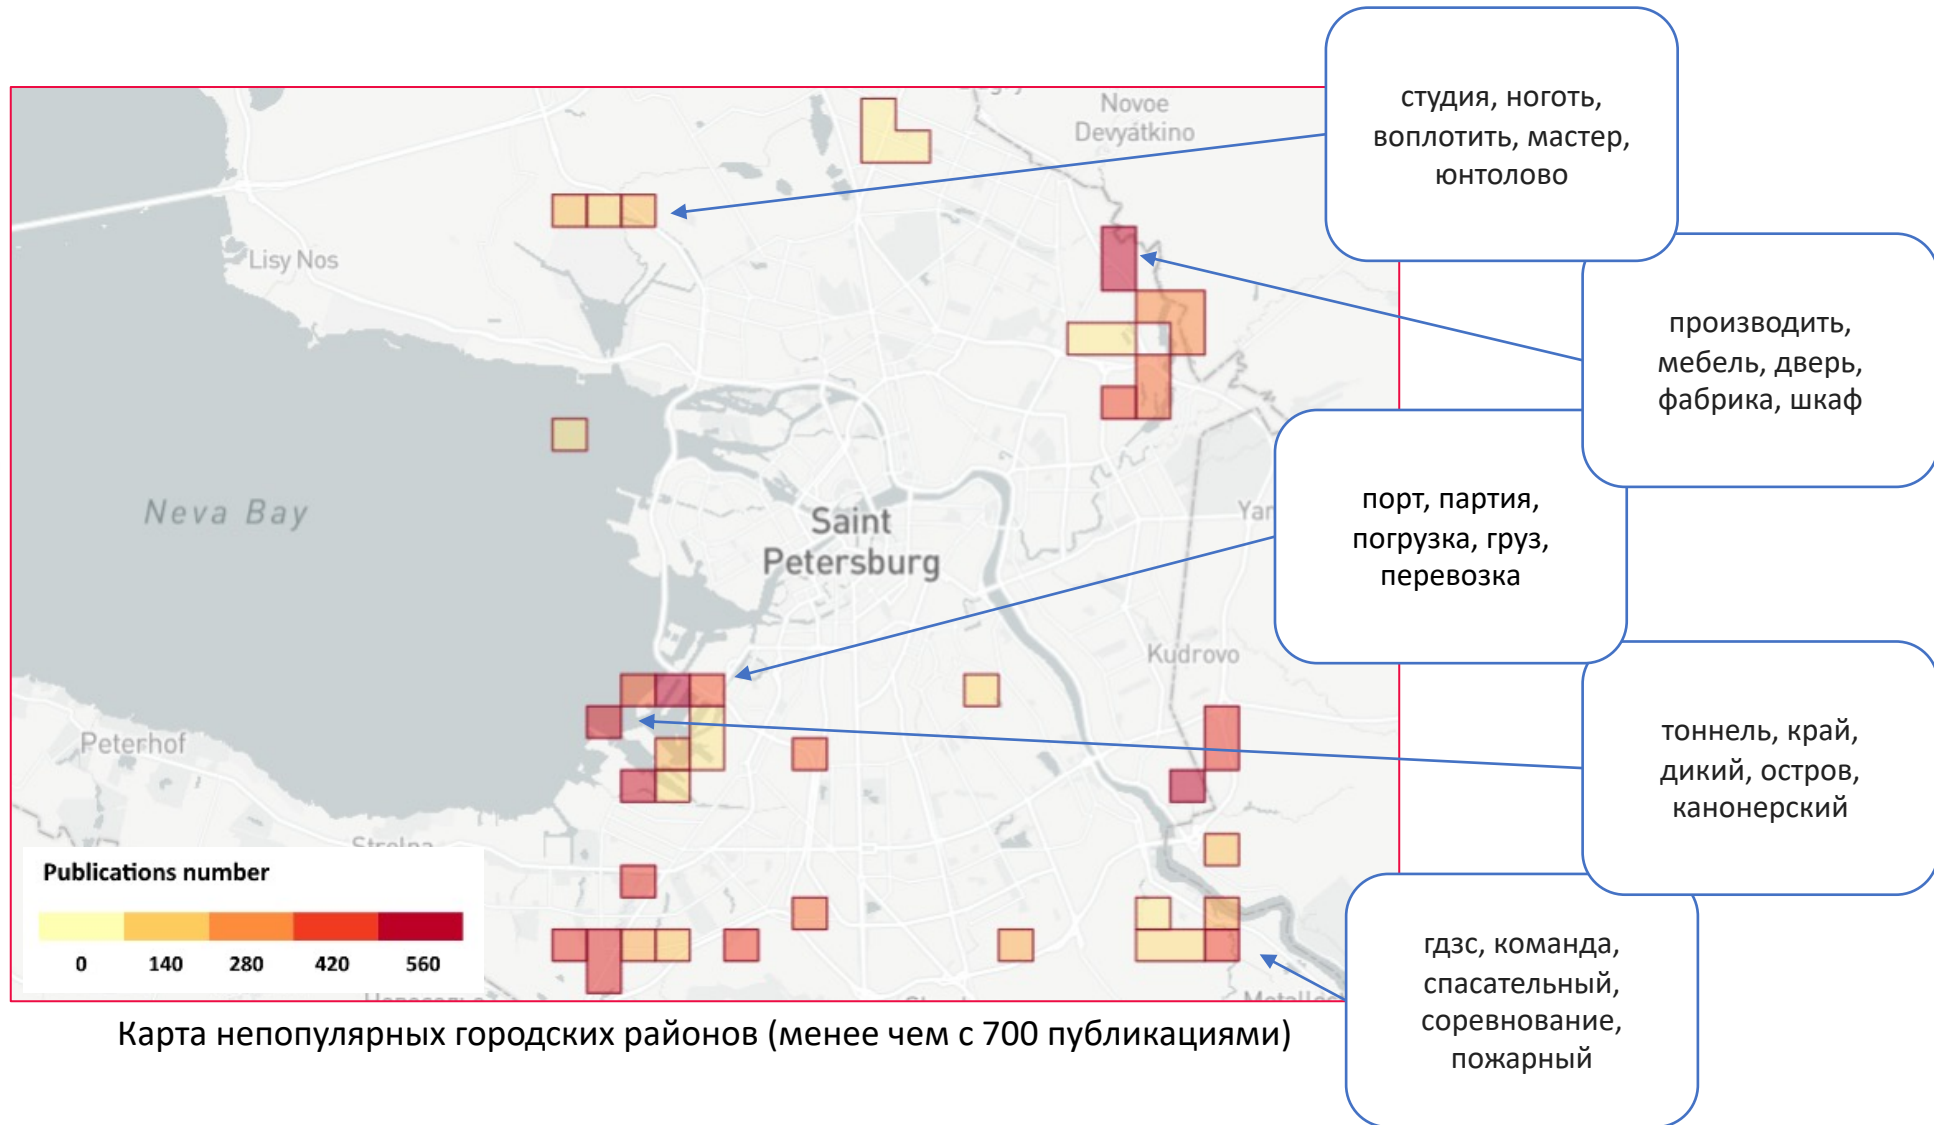 студия, ноготь,
воплотить, мастер,
юнтолово
производить,
мебель, дверь,
фабрика, шкаф
порт, партия,
погрузка, груз,
перевозка
тоннель, край,
дикий, остров,
канонерский
гдзс, команда,
спасательный,
соревнование,
пожарный
Novoe
Devyátkino
Lisy Nos
Neva Bay
Saint
Petersburg
Kudrovo
Peterhof
Strelna
Publications number
0 140 280 420 560
Карта непопулярных городских районов (менее чем с 700 публикациями)